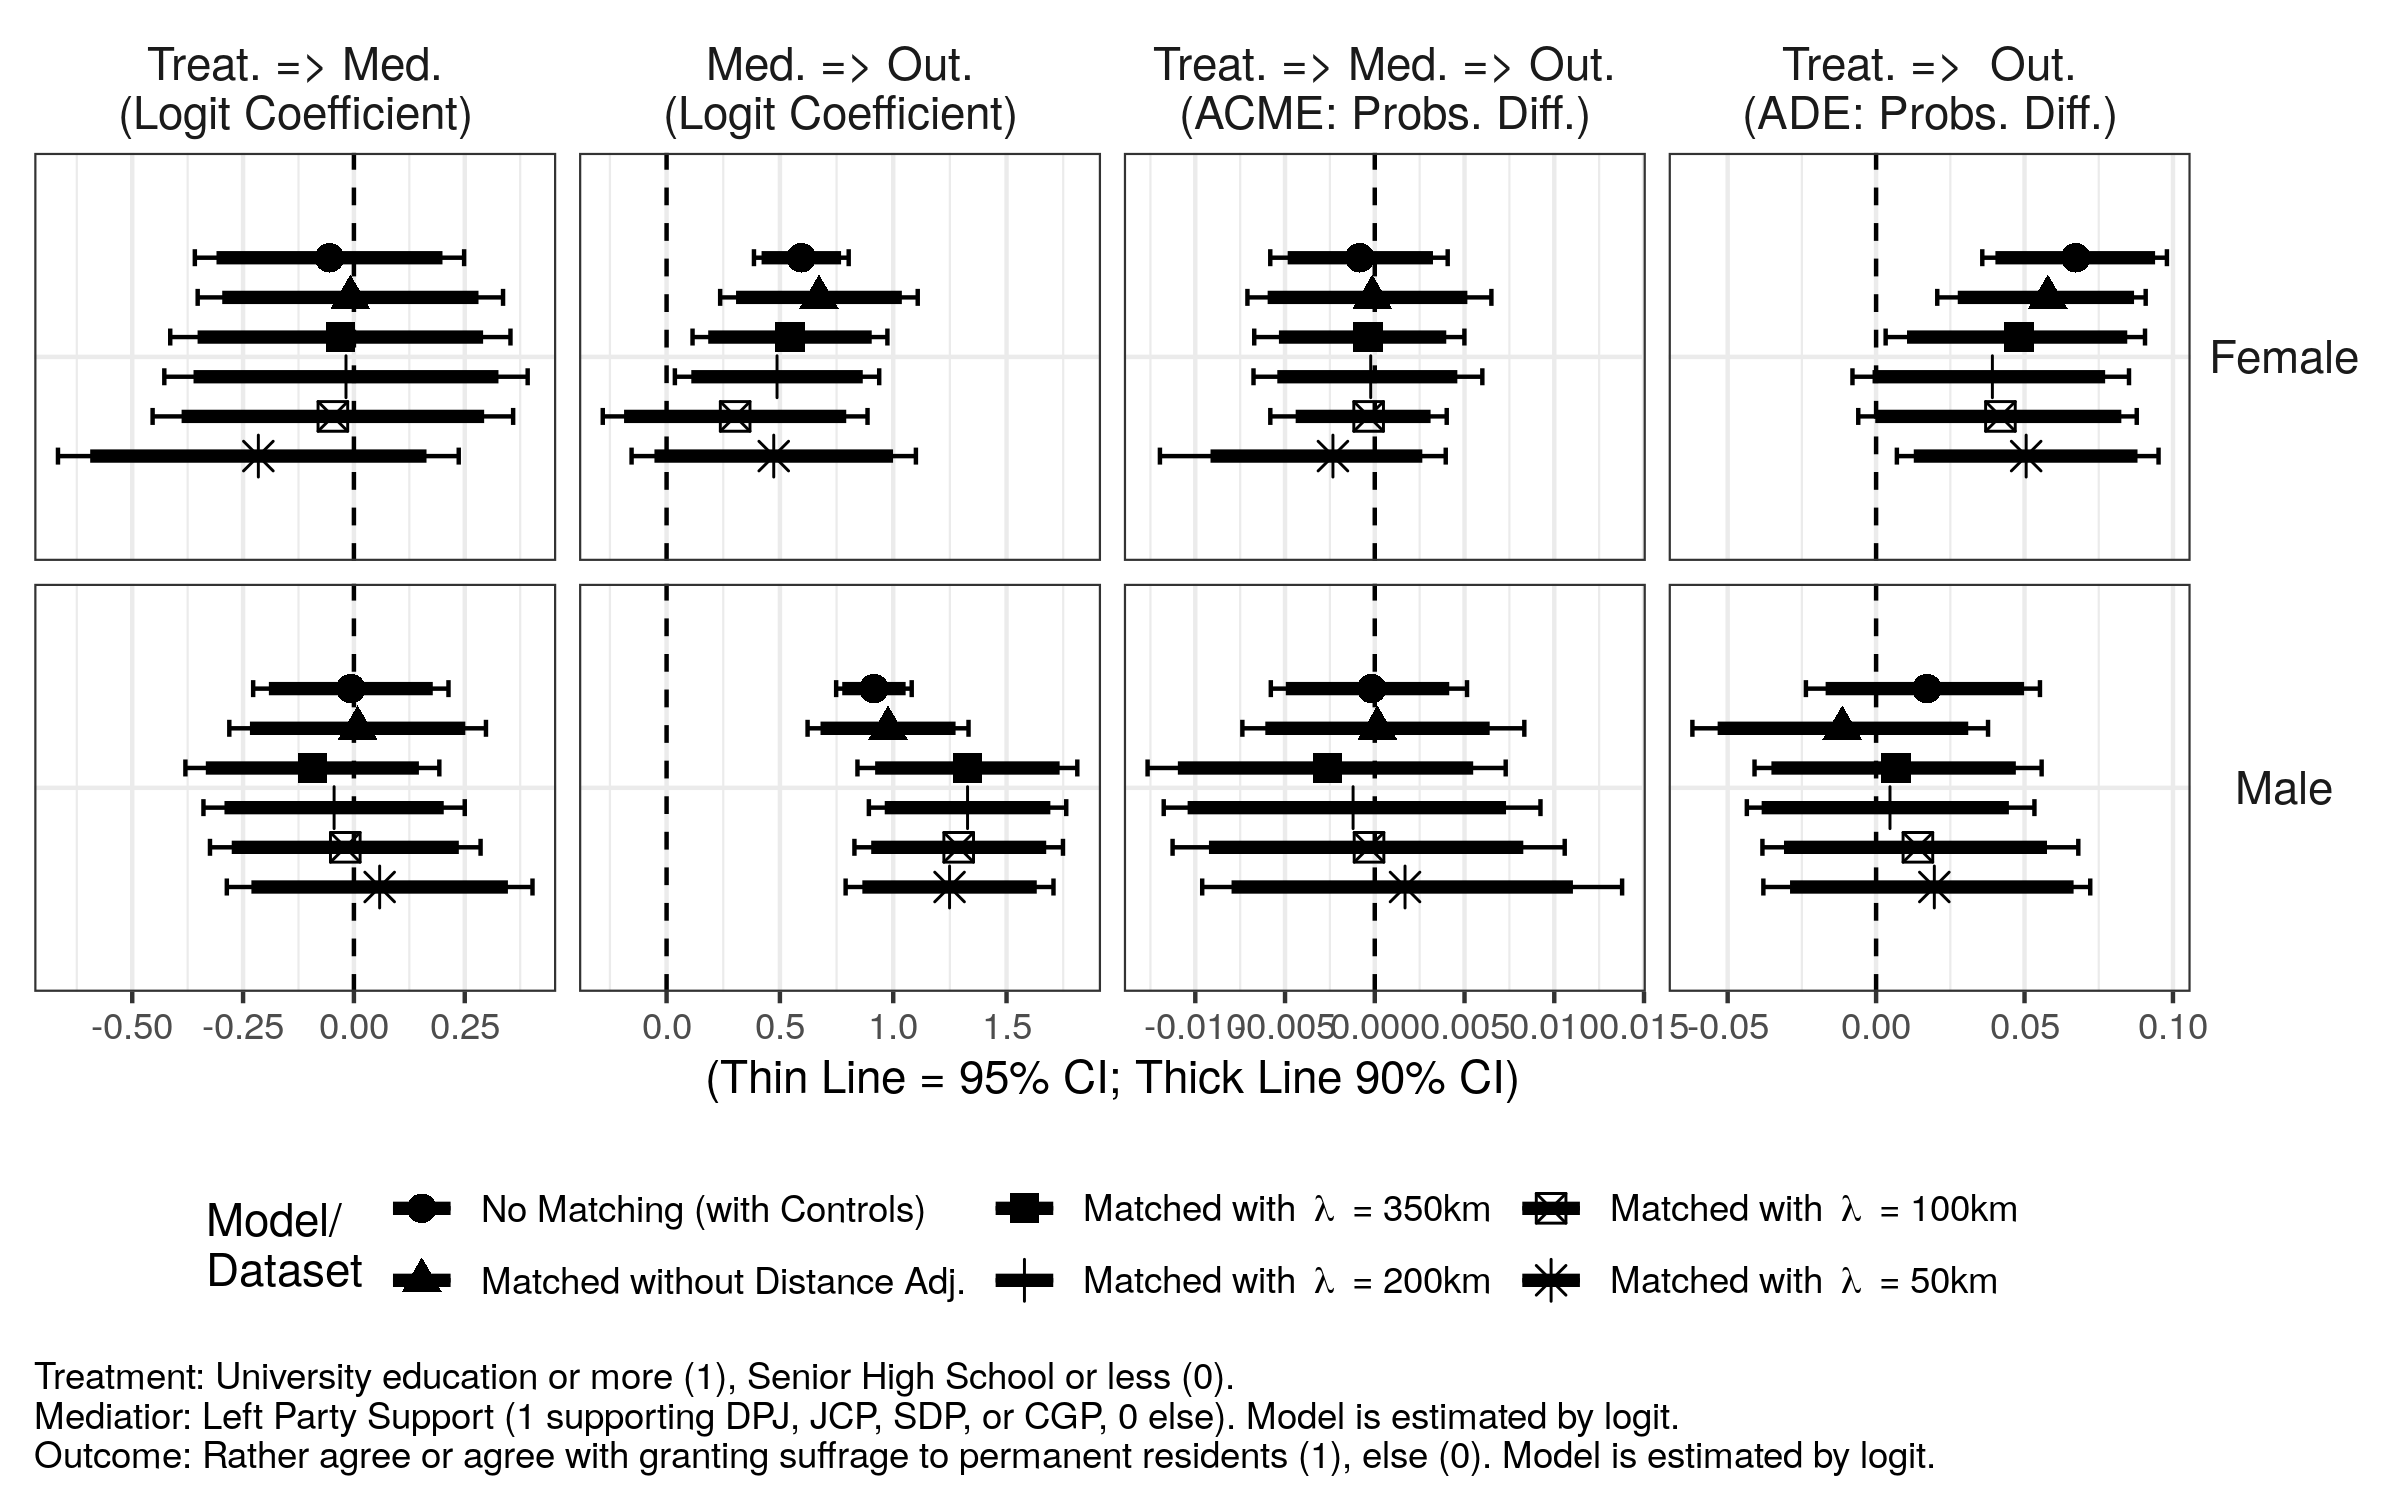 Treat. => Med.
(Logit Coefficient)
Med. => Out.
(Logit Coefficient)
Treat. => Med. => Out.
(ACME: Probs. Diff.)
Treat. => Out.
(ADE: Probs. Diff.)
Female
Male
-0.50 -0.25 0.00 0.25
0.0 0.5 1.0 1.5
-0.010 -0.005 0.000 0.005 0.010 0.015
-0.05 0.00 0.05 0.10
(Thin Line = 95% CI; Thick Line 90% CI)
Model/
Dataset
No Matching (with Controls)
Matched without Distance Adj.
Matched with λ = 350km
Matched with λ = 200km
Matched with λ = 100km
Matched with λ = 50km
Treatment: University education or more (1), Senior High School or less (0).
Mediatior: Left Party Support (1 supporting DPJ, JCP, SDP, or CGP, 0 else). Model is estimated by logit.
Outcome: Rather agree or agree with granting suffrage to permanent residents (1), else (0). Model is estimated by logit.